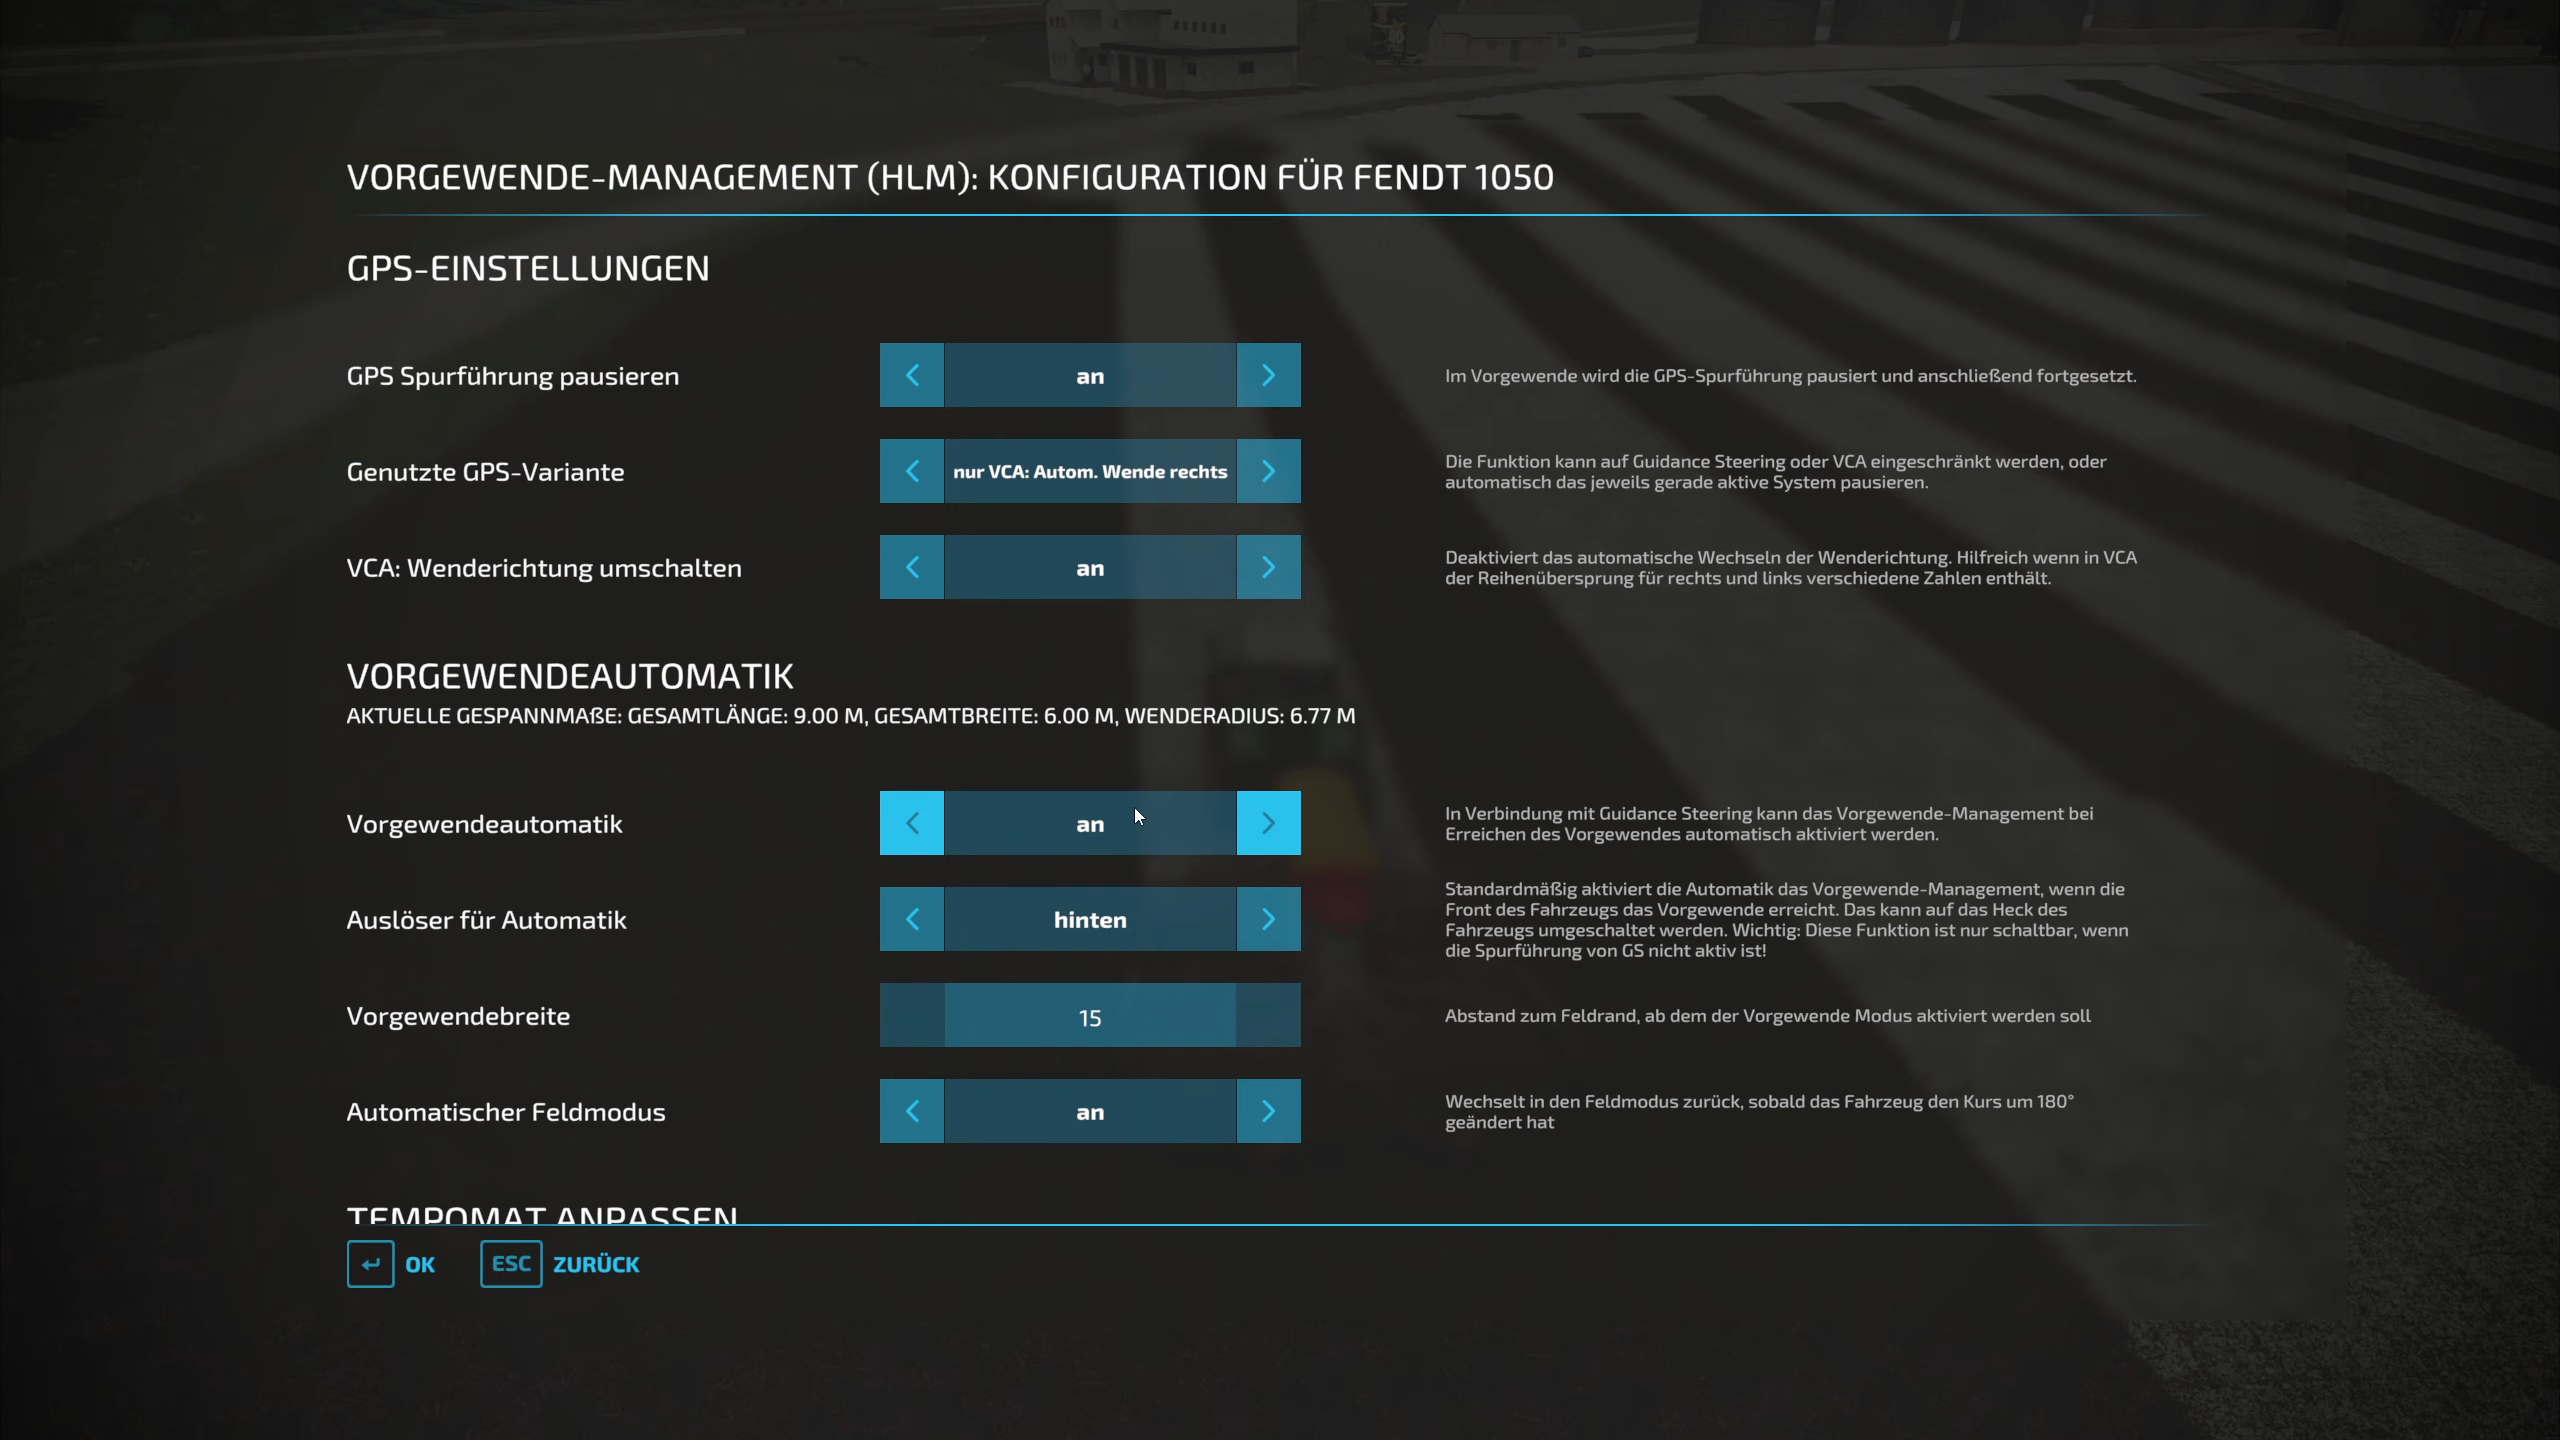 VORGEWENDE-MANAGEMENT (HLM): KONFIGURATION FÜR FENDT 1050
GPS-EINSTELLUNGEN
GPS Spurführung pausieren
an
Im Vorgewende wird die GPS-Spurführung pausiert und anschließend fortgesetzt.
Genutzte GPS-Variante
nur VCA: Autom. Wende rechts
Die Funktion kann auf Guidance Steering oder VCA eingeschränkt werden, oder
automatisch das jeweils gerade aktive System pausieren.
VCA: Wenderichtung umschalten
an
Deaktiviert das automatische Wechseln der Wenderichtung. Hilfreich wenn in VCA
der Reihenübersprung für rechts und links verschiedene Zahlen enthält.
VORGEWENDEAUTOMATIK
AKTUELLE GESPANNMAßE: GESAMTLÄNGE: 9.00 M, GESAMTBREITE: 6.00 M, WENDERADIUS: 6.77 M
Vorgewendeautomatik
an
In Verbindung mit Guidance Steering kann das Vorgewende-Management bei
Erreichen des Vorgewendes automatisch aktiviert werden.
Auslöser für Automatik
hinten
Standardmäßig aktiviert die Automatik das Vorgewende-Management, wenn die
Front des Fahrzeugs das Vorgewende erreicht. Das kann auf das Heck des
Fahrzeugs umgeschaltet werden. Wichtig: Diese Funktion ist nur schaltbar, wenn
die Spurführung von GS nicht aktiv ist!
Vorgewendebreite
15
Abstand zum Feldrand, ab dem der Vorgewende Modus aktiviert werden soll
Automatischer Feldmodus
an
Wechselt in den Feldmodus zurück, sobald das Fahrzeug den Kurs um 180°
geändert hat
TEMPOMAT ANPASSEN
OK
ESC ZURÜCK